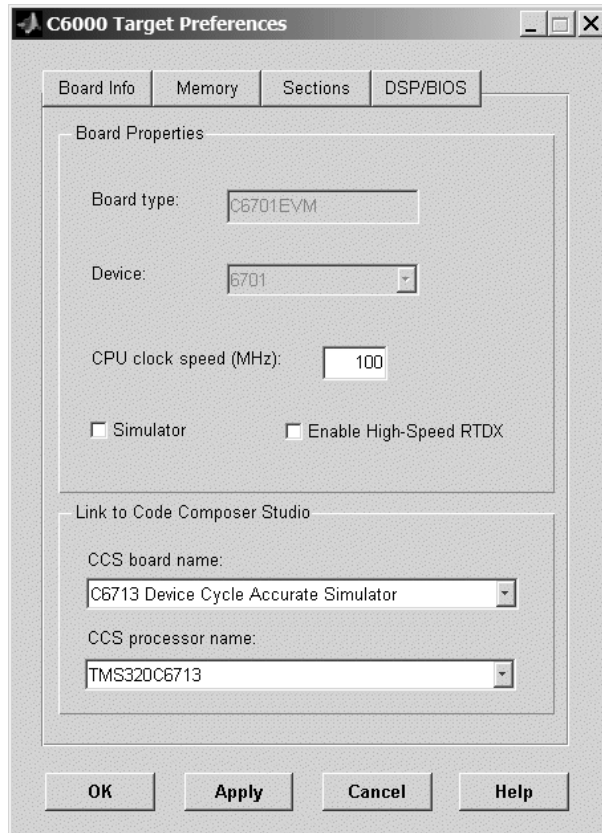 C6000 Target Preferences
Board Info Memory Sections DSP/BIOS
Board Properties
Board type: C6701EVM
Device: 6701
CPU clock speed (MHz): 100
Simulator Enable High-Speed RTDX
Link to Code Composer Studio
CCS board name:
C6713 Device Cycle Accurate Simulator
CCS processor name:
TMS320C6713
OK Apply Cancel Help